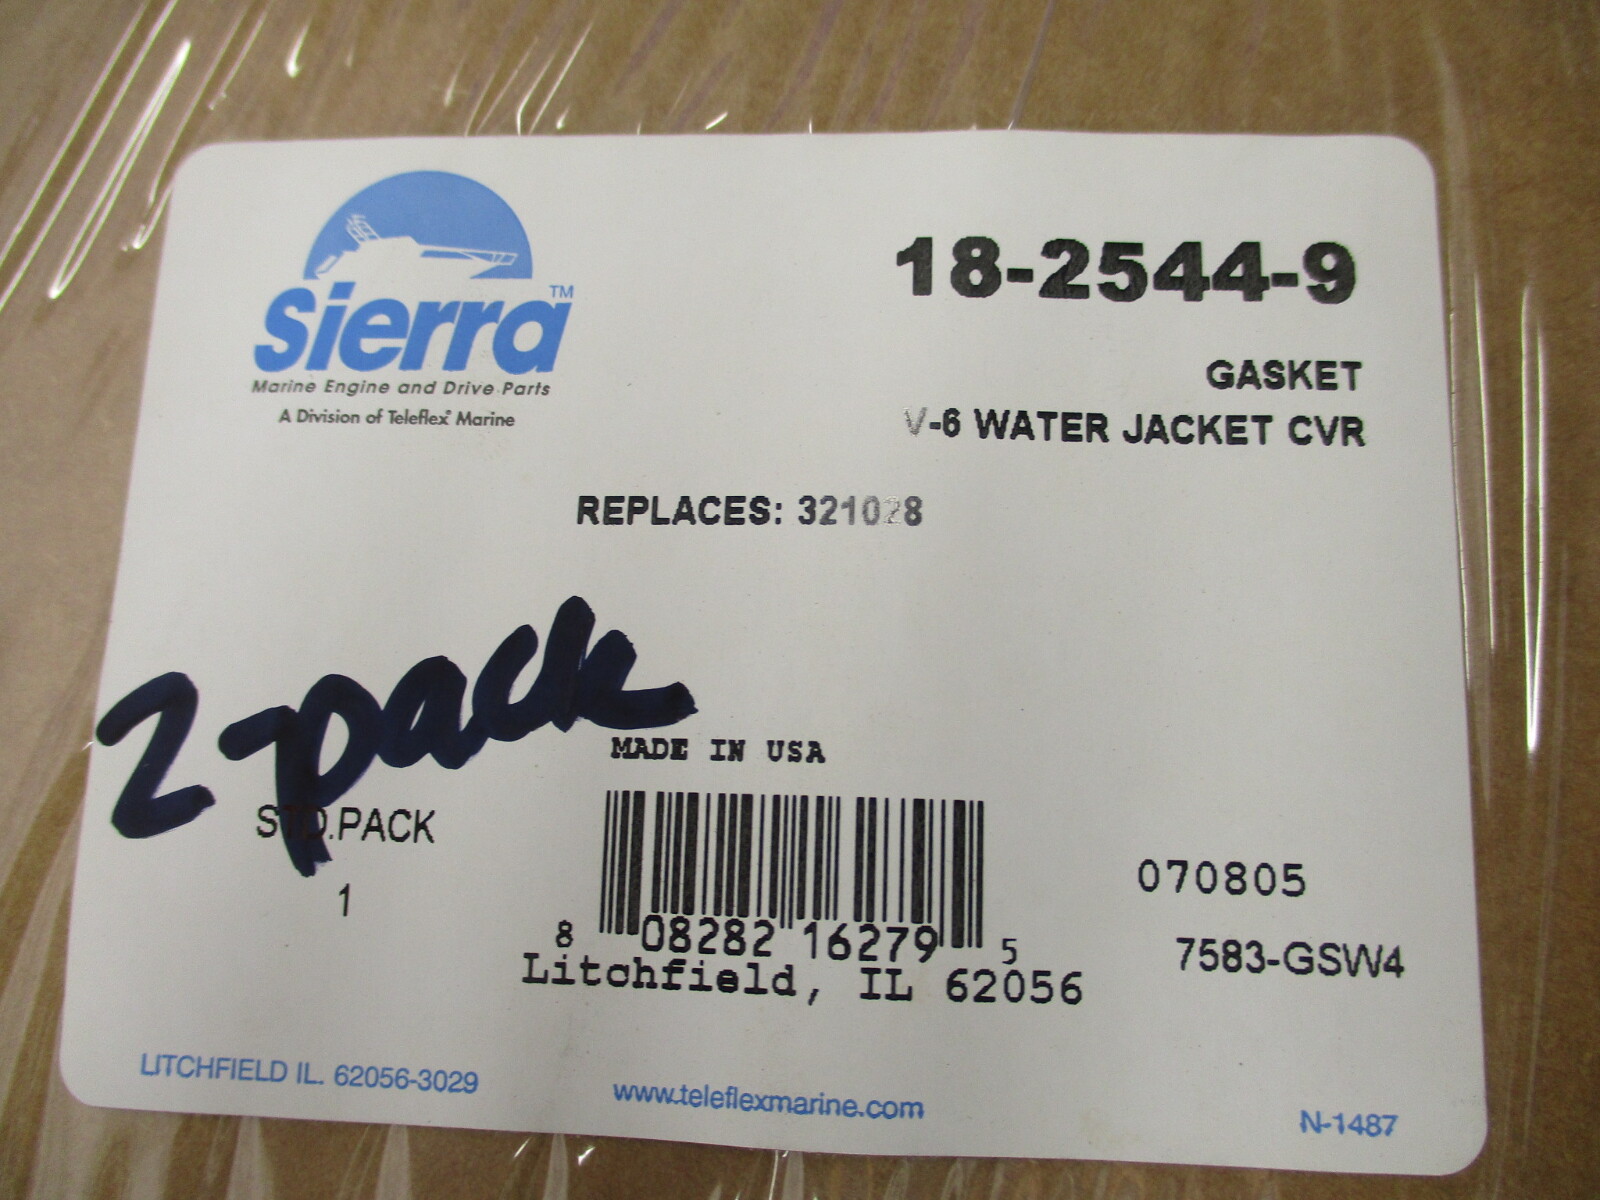 Sierra™
Marine Engine and Drive Parts
A Division of Teleflex® Marine
18-2544-9
GASKET
V-6 WATER JACKET CVR
REPLACES: 321028
2-pack
MADE IN USA
STD.PACK
1
8 08282 16279 5
Litchfield, IL 62056
070805
7583-GSW4
LITCHFIELD IL. 62056-3029
www.teleflexmarine.com
N-1487